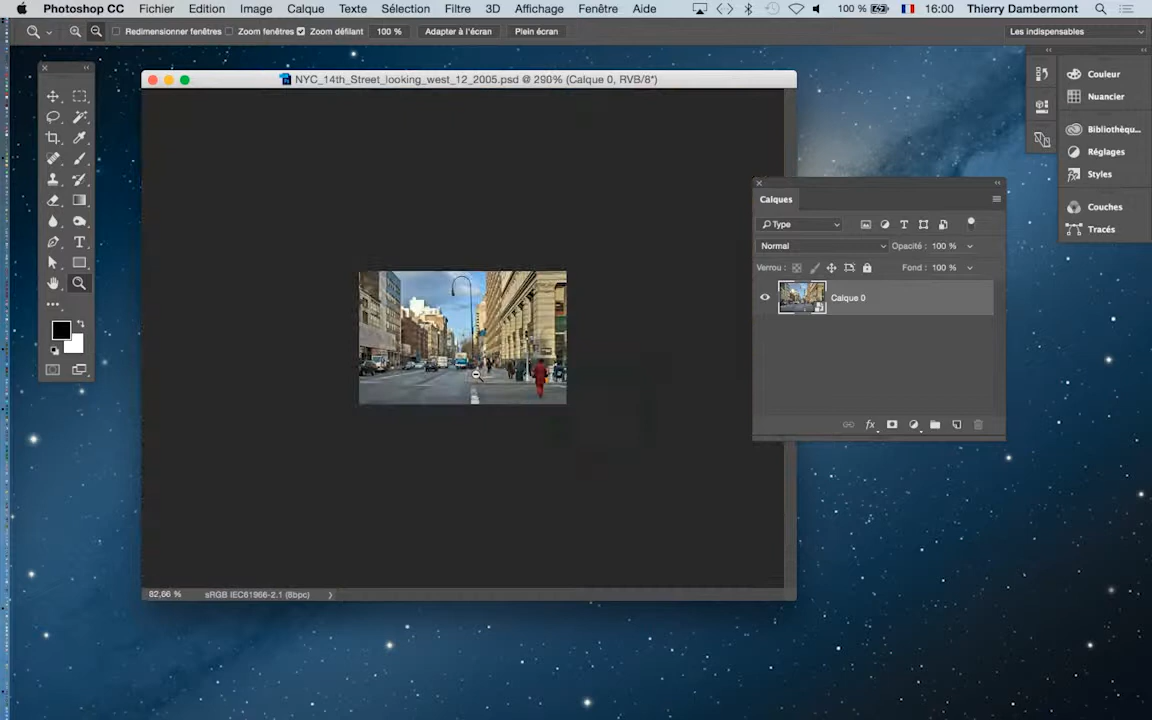 Photoshop CC Fichier Edition Image Calque Texte Sélection Filtre 3D Affichage Fenêtre Aide 100 % 16:00 Thierry Dambermont
Redimensionner fenêtres Zoom fenêtres Zoom défilant 100 % Adapter à l'écran Plein écran Les indispensables
NYC_14th_Street_looking_west_12_2005.psd @ 290% (Calque 0, RVB/8*)
Couleur
Nuancier
Bibliothèqu...
Réglages
Styles
Couches
Tracés
Calques
Type
Normal Opacité : 100 %
Verrou : Fond : 100 %
Calque 0
fx
82,66 % sRGB IEC61966-2.1 (8bpc)